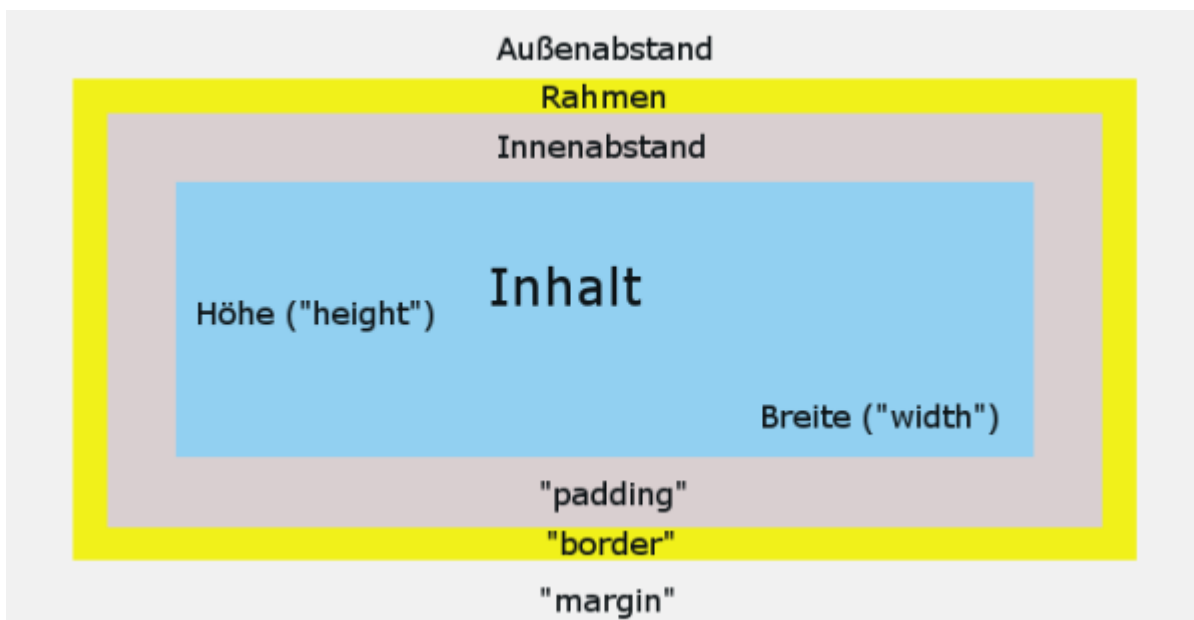 Außenabstand
Rahmen
Innenabstand
Inhalt
Höhe ("height")
Breite ("width")
"padding"
"border"
"margin"